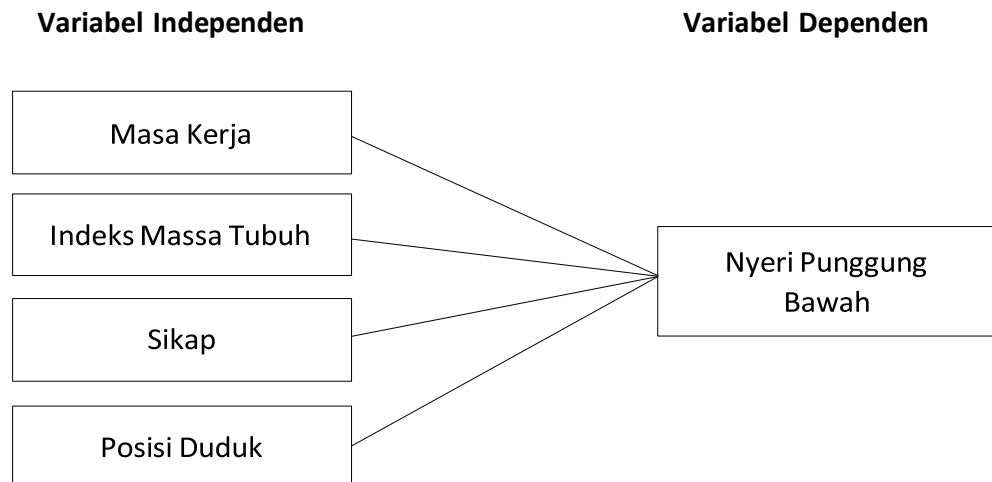 Variabel Independen
Variabel Dependen
Masa Kerja
Indeks Massa Tubuh
Sikap
Posisi Duduk
Nyeri Punggung
Bawah